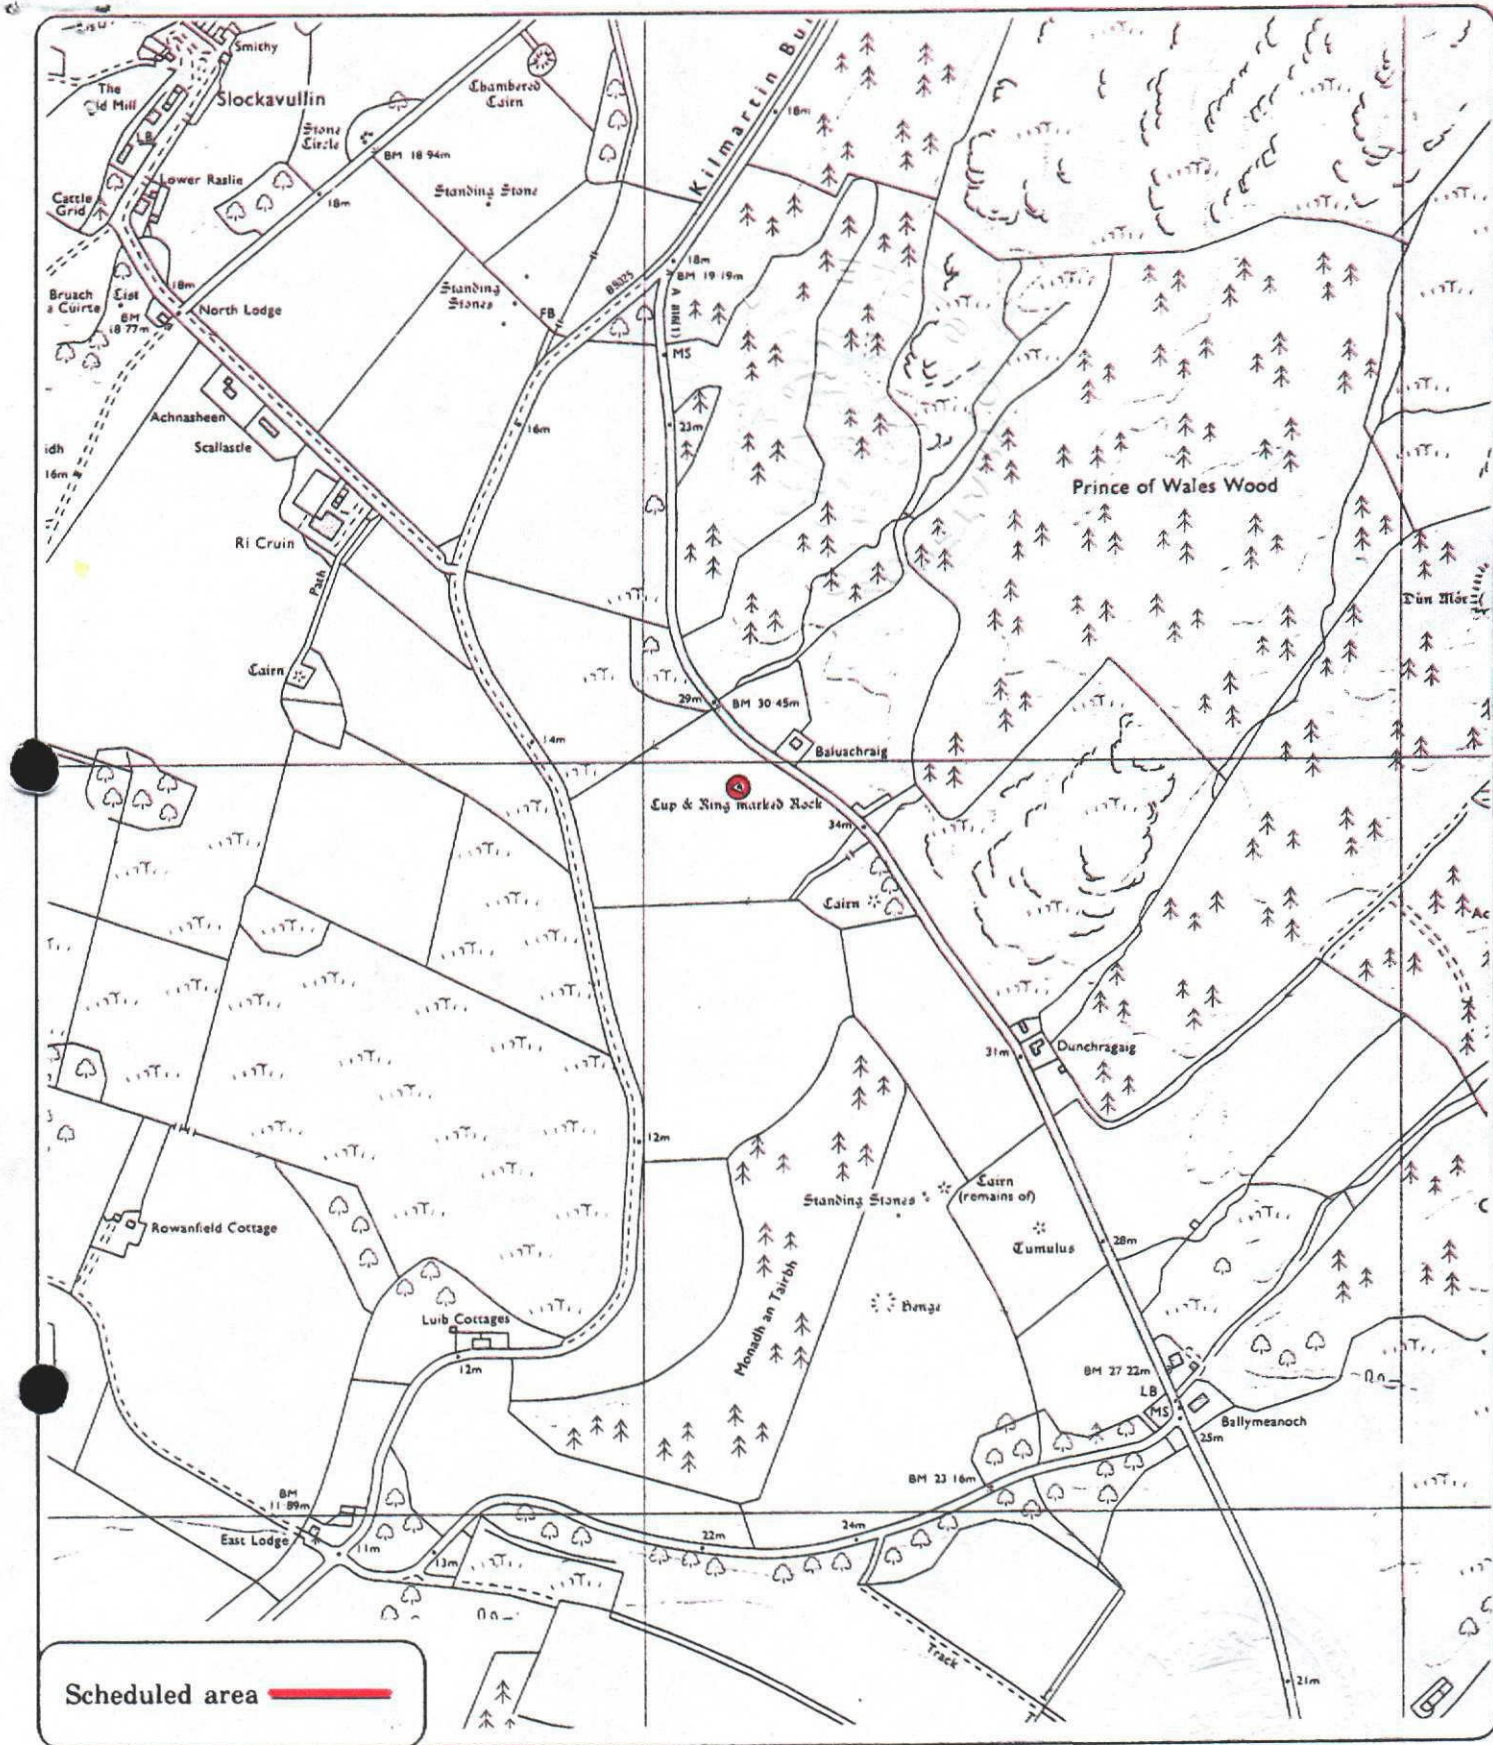 Smithy
The
Old Mill
Slockavullin
LB
Chambered
Cairn
Stone
Circle
BM 18·94m
Kilmartin Bu
18m
Lower Raslie
Cattle
Grid
18m
Standing Stone
18m
BM 19·19m
B8025
A 816(T)
Bruach
a Cuirte
Cist
BM
18·77m
18m
North Lodge
Standing
Stones
FB
MS
Achnasheen
Scallastle
16m
23m
idh
16m
Prince of Wales Wood
Ri Cruin
Path
Dùn Mór
Cairn
29m
BM 30·45m
14m
Baluachraig
Cup & Ring marked Rock
34m
Cairn
Ac
31m
Dunchragaig
12m
Standing Stones
Cairn
(remains of)
Rowanfield Cottage
Tumulus
28m
Monadh an Tairbh
Henge
Luib Cottages
12m
BM 27·22m
LB
MS
Ballymeanoch
25m
BM 23·16m
BM
11·89m
East Lodge
11m
13m
22m
24m
Track
21m
Scheduled area